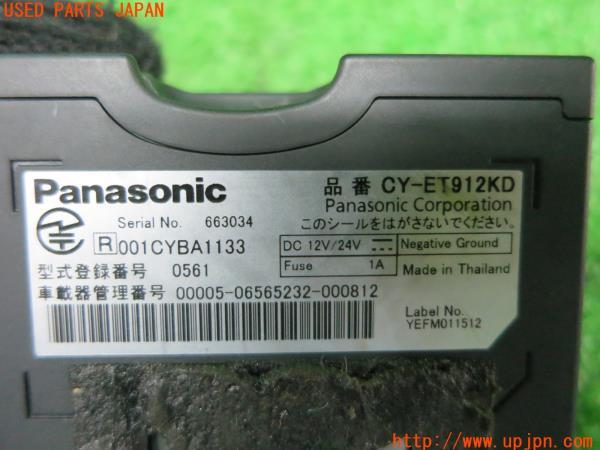 USED PARTS JAPAN
Panasonic
品番 CY-ET912KD
Panasonic Corporation
Serial No. 663034
このシールをはがさないでください。
R 001CYBA1133
DC 12V/24V
Negative Ground
Fuse 1A
Made in Thailand
型式登録番号 0561
車載器管理番号 00005-06565232-000812
Label No.
YEFM011512
http://www.upjpn.com/